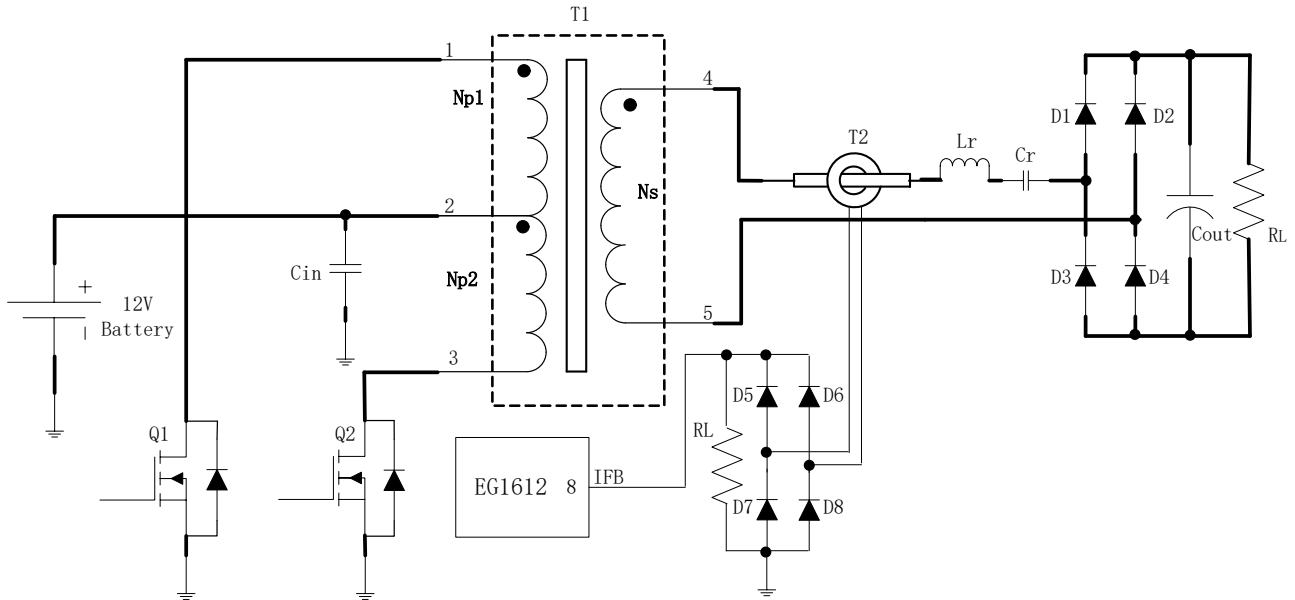 T1
1
Np1
4
D1
D2
T2
Lr
Cr
Ns
2
Cout
RL
Cin
Np2
D3
D4
+
12V
Battery
5
3
D5
D6
Q1
Q2
RL
IFB
EG1612 8
D7
D8